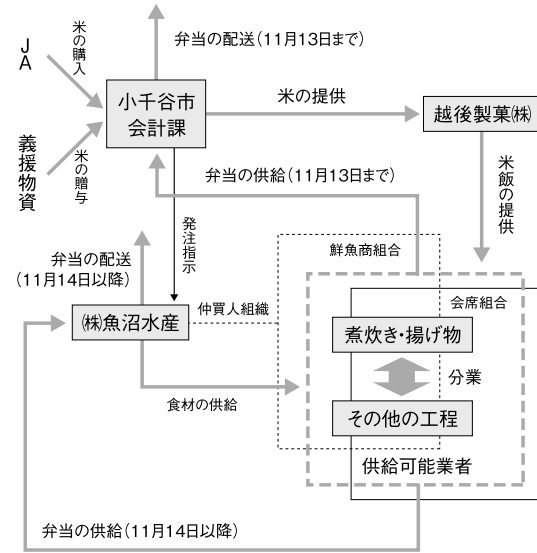 弁当の配送（11月13日まで）
JA
米の購入
小千谷市
会計課
米の提供
越後製菓㈱
義援物資
米の贈与
弁当の供給（11月13日まで）
米飯の提供
発注指示
弁当の配送
（11月14日以降）
鮮魚商組合
㈱魚沼水産
仲買人組織
会席組合
煮炊き・揚げ物
分業
食材の供給
その他の工程
供給可能業者
弁当の供給（11月14日以降）